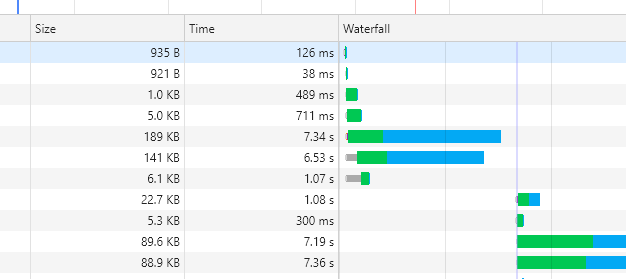 Size Time Waterfall
935 B 126 ms
921 B 38 ms
1.0 KB 489 ms
5.0 KB 711 ms
189 KB 7.34 s
141 KB 6.53 s
6.1 KB 1.07 s
22.7 KB 1.08 s
5.3 KB 300 ms
89.6 KB 7.19 s
88.9 KB 7.36 s